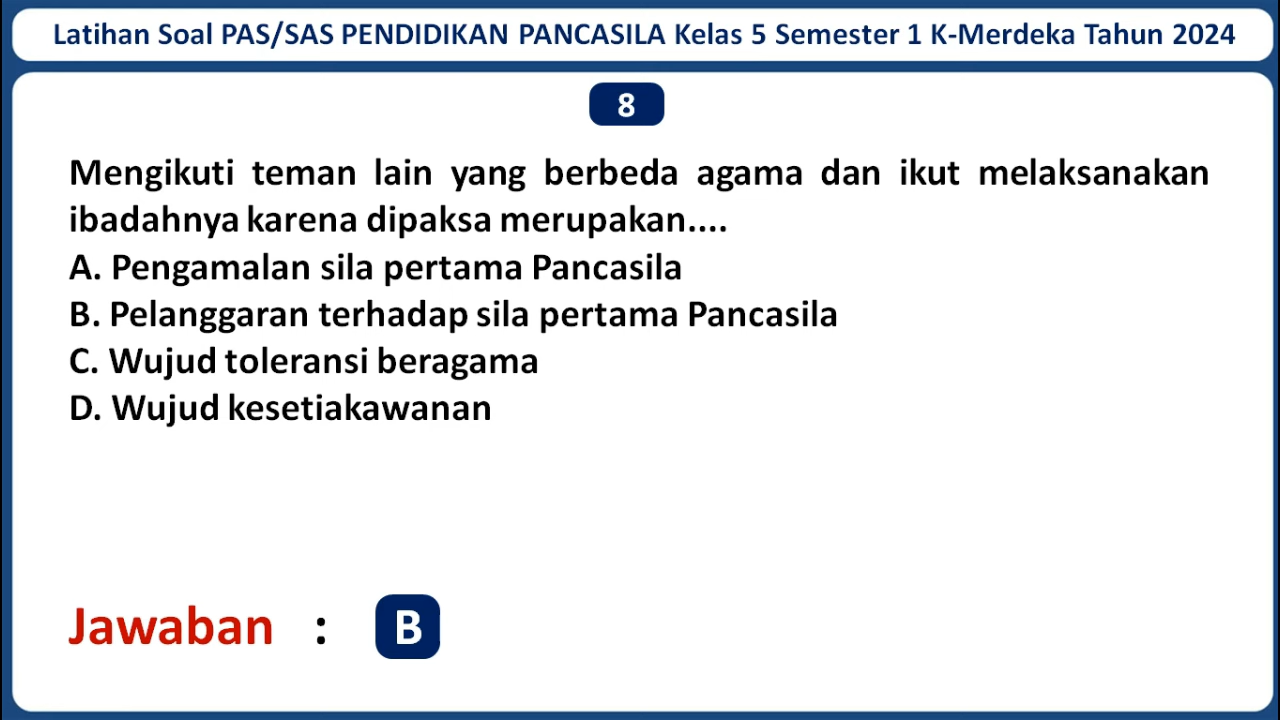 Latihan Soal PAS/SAS PENDIDIKAN PANCASILA Kelas 5 Semester 1 K-Merdeka Tahun 2024
8
Mengikuti teman lain yang berbeda agama dan ikut melaksanakan
ibadahnya karena dipaksa merupakan....
A. Pengamalan sila pertama Pancasila
B. Pelanggaran terhadap sila pertama Pancasila
C. Wujud toleransi beragama
D. Wujud kesetiakawanan
Jawaban : B